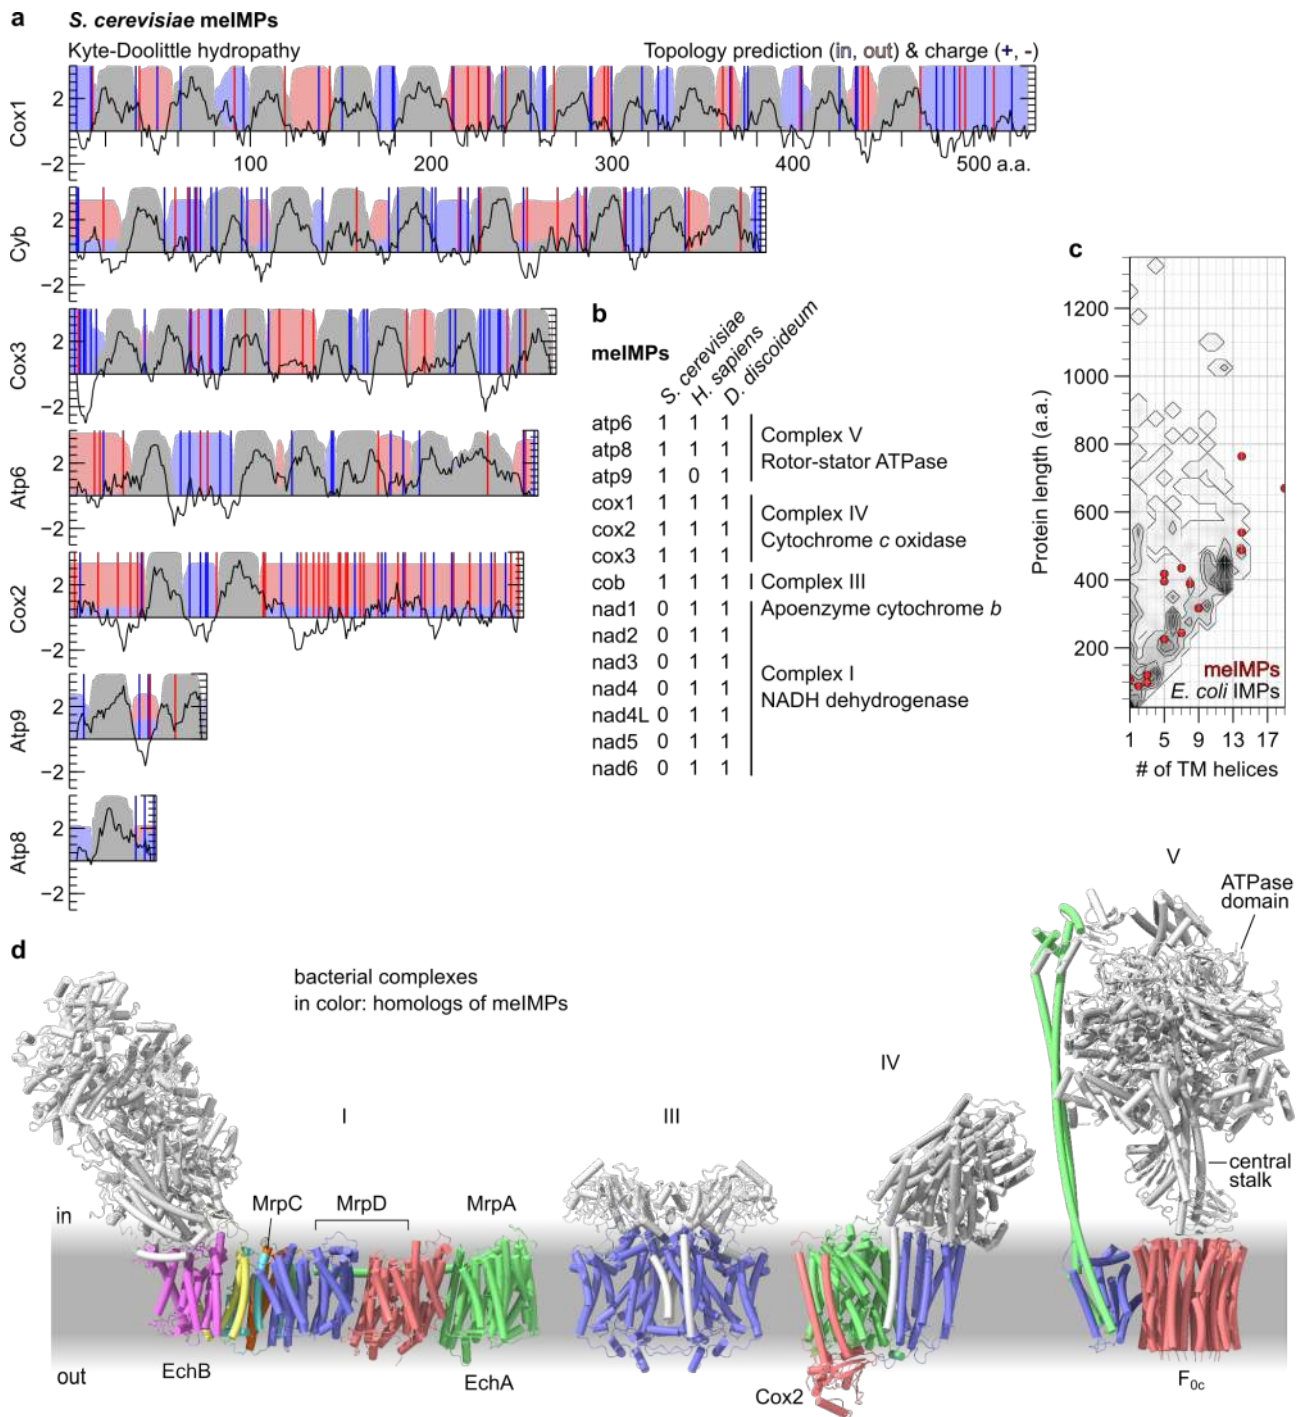 a
S. cerevisiae meIMPs
Kyte-Doolittle hydropathy
Topology prediction (in, out) & charge (+, -)
Cox1
2
−2
100
200
300
400
500 a.a.
Cyb
2
−2
Cox3
2
−2
Atp6
2
−2
Cox2
2
−2
Atp9
2
−2
Atp8
2
−2
b
meIMPs
S. cerevisiae
H. sapiens
D. discoideum
atp6 1 1 1
atp8 1 1 1
atp9 1 0 1
Complex V
Rotor-stator ATPase
cox1 1 1 1
cox2 1 1 1
cox3 1 1 1
Complex IV
Cytochrome c oxidase
cob 1 1 1
Complex III
Apoenzyme cytochrome b
nad1 0 1 1
nad2 0 1 1
nad3 0 1 1
nad4 0 1 1
nad4L 0 1 1
nad5 0 1 1
nad6 0 1 1
Complex I
NADH dehydrogenase
c
Protein length (a.a.)
1200
1000
800
600
400
200
meIMPs
E. coli IMPs
1 5 9 13 17
# of TM helices
d
bacterial complexes
in color: homologs of meIMPs
I
III
IV
V
ATPase
domain
central
stalk
in
out
MrpC
MrpD
MrpA
EchB
EchA
Cox2
F0c